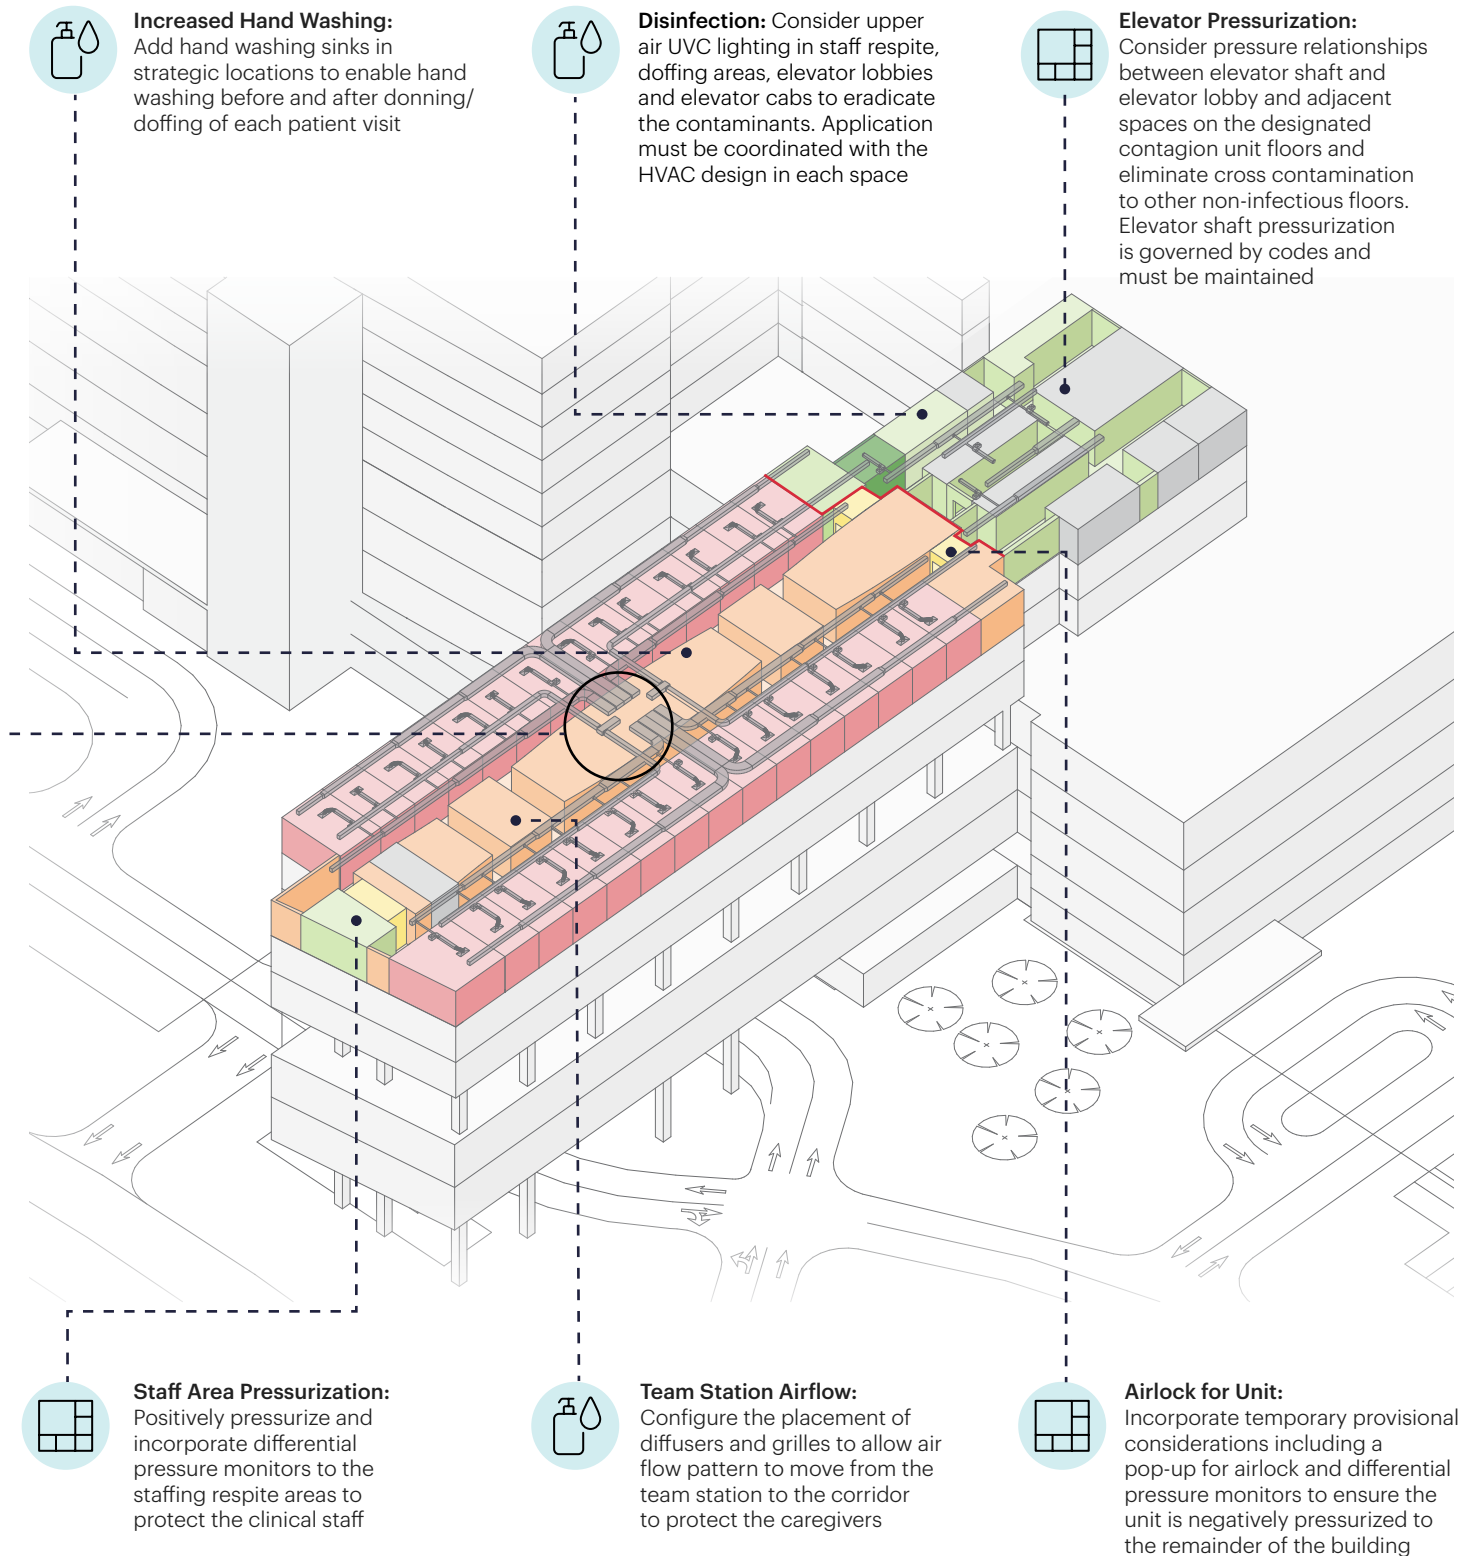 Increased Hand Washing:
Add hand washing sinks in
strategic locations to enable hand
washing before and after donning/
doffing of each patient visit
Disinfection: Consider upper
air UVC lighting in staff respite,
doffing areas, elevator lobbies
and elevator cabs to eradicate
the contaminants. Application
must be coordinated with the
HVAC design in each space
Elevator Pressurization:
Consider pressure relationships
between elevator shaft and
elevator lobby and adjacent
spaces on the designated
contagion unit floors and
eliminate cross contamination
to other non-infectious floors.
Elevator shaft pressurization
is governed by codes and
must be maintained
Staff Area Pressurization:
Positively pressurize and
incorporate differential
pressure monitors to the
staffing respite areas to
protect the clinical staff
Team Station Airflow:
Configure the placement of
diffusers and grilles to allow air
flow pattern to move from the
team station to the corridor
to protect the caregivers
Airlock for Unit:
Incorporate temporary provisional
considerations including a
pop-up for airlock and differential
pressure monitors to ensure the
unit is negatively pressurized to
the remainder of the building